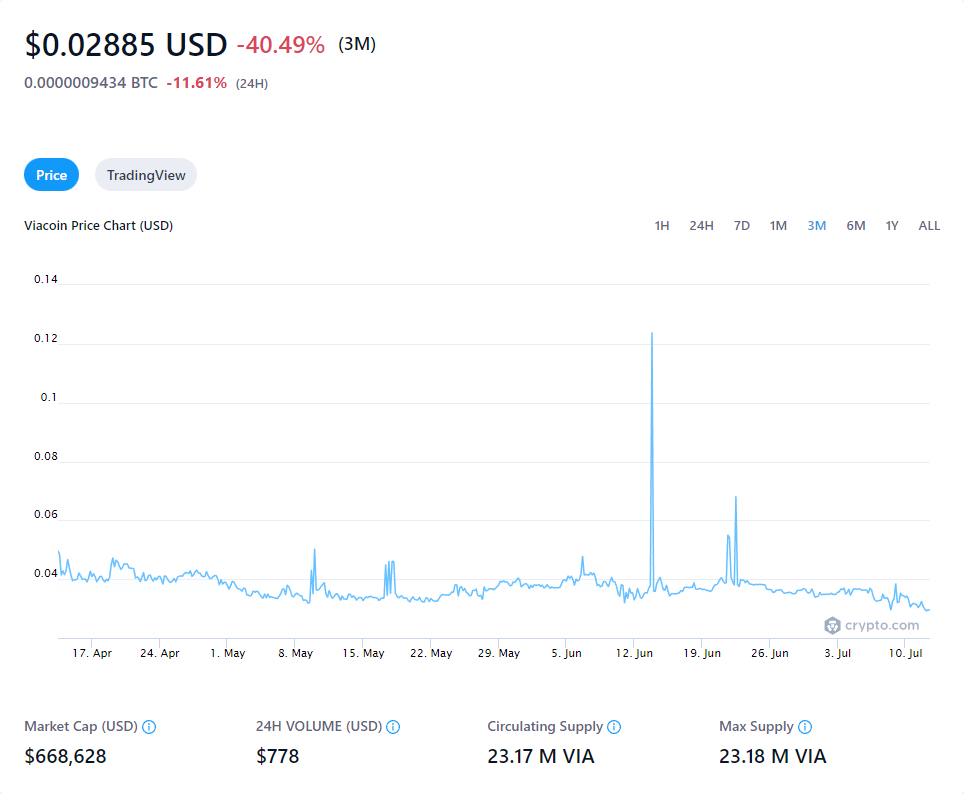 $0.02885 USD -40.49% (3M)
0.0000009434 BTC -11.61% (24H)
Price TradingView
Viacoin Price Chart (USD) 1H 24H 7D 1M 3M 6M 1Y ALL
0.14
0.12
0.1
0.08
0.06
0.04
crypto.com
17. Apr 24. Apr 1. May 8. May 15. May 22. May 29. May 5. Jun 12. Jun 19. Jun 26. Jun 3. Jul 10. Jul
Market Cap (USD) 24H VOLUME (USD) Circulating Supply Max Supply
$668,628 $778 23.17 M VIA 23.18 M VIA